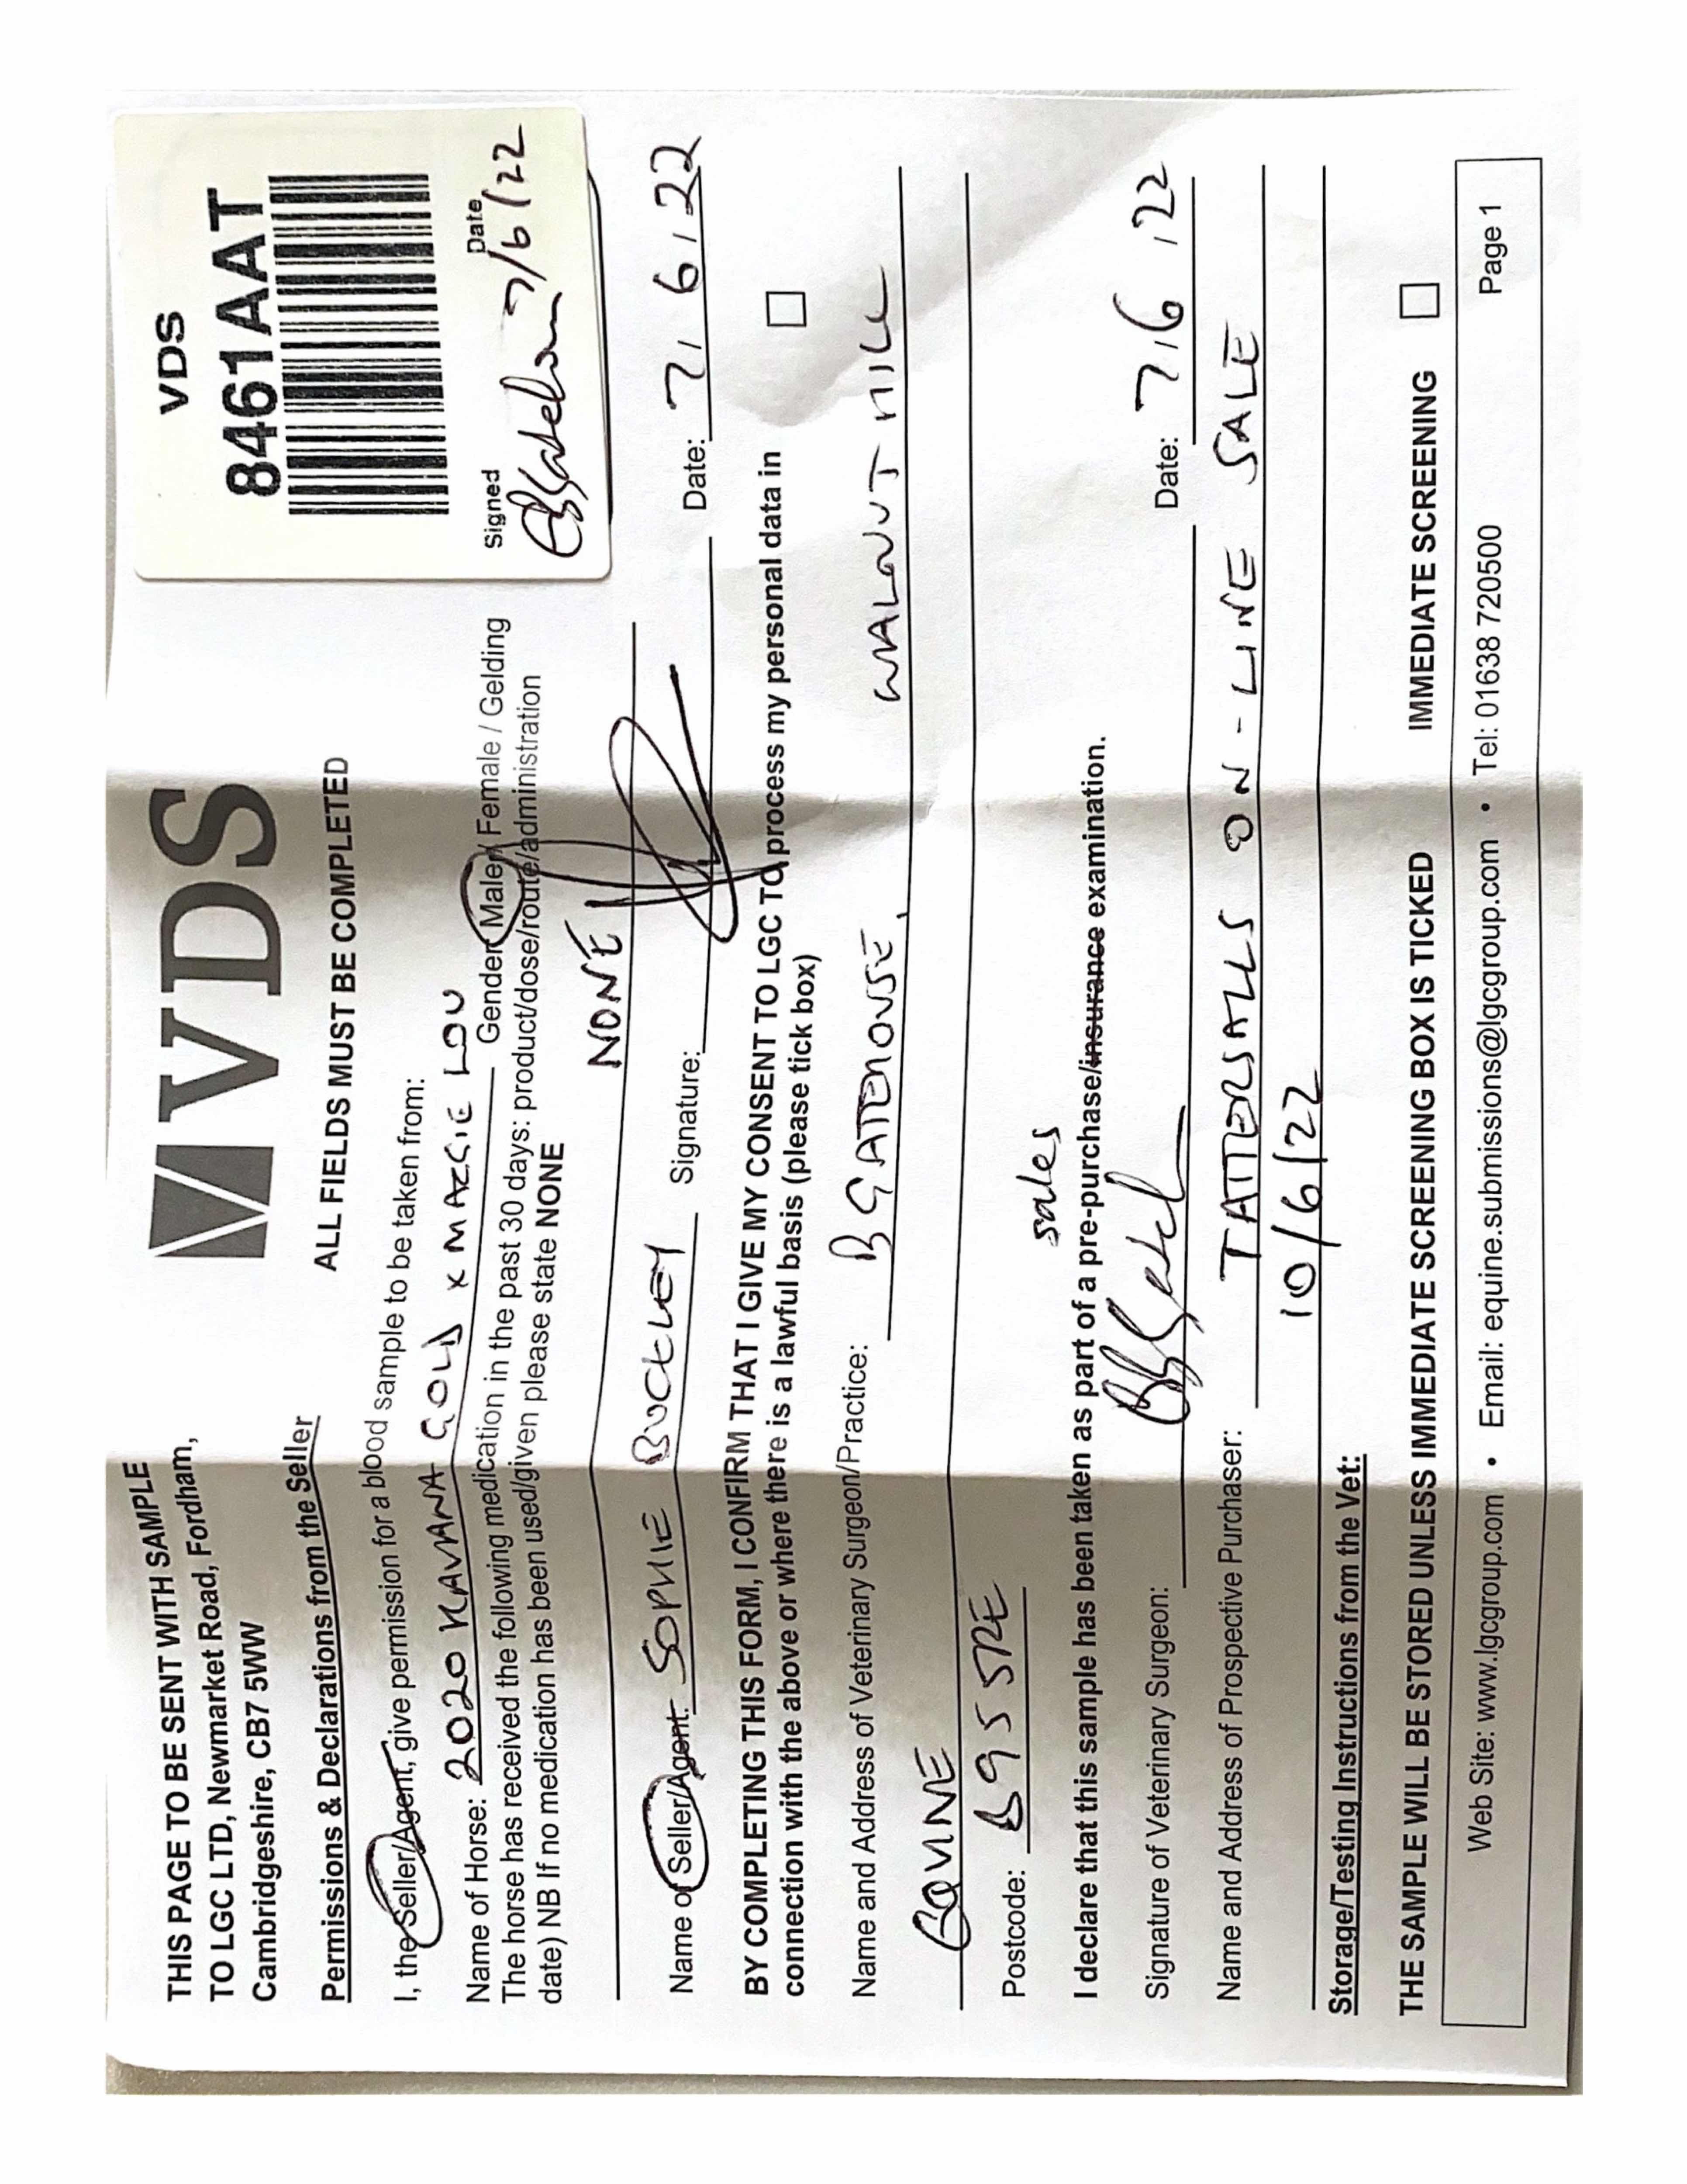 THIS PAGE TO BE SENT WITH SAMPLE
TO LGC LTD, Newmarket Road, Fordham,
Cambridgeshire, CB7 5WW
VDS
VDS
8461AAT
Signed Date
7/6/22
ALL FIELDS MUST BE COMPLETED
Permissions & Declarations from the Seller
I, the Seller/Agent, give permission for a blood sample to be taken from:
Name of Horse: 2020 HAVANA GOLD x MAGGIE LOU Gender: Male / Female / Gelding
The horse has received the following medication in the past 30 days: product/dose/route/administration
date) NB If no medication has been used/given please state NONE
NONE
Name of Seller/Agent: SOPHIE BUCKLEY Signature: Date: 7/6/22
BY COMPLETING THIS FORM, I CONFIRM THAT I GIVE MY CONSENT TO LGC TO process my personal data in
connection with the above or where there is a lawful basis (please tick box)
Name and Address of Veterinary Surgeon/Practice: B GATEHOUSE, WALNUT HILL
EQUINE
Postcode: B95 5RE
sales
I declare that this sample has been taken as part of a pre-purchase/insurance examination.
Signature of Veterinary Surgeon: Date: 7/6/22
Name and Address of Prospective Purchaser: TATTERSALLS ON-LINE SALE
10/6/22
Storage/Testing Instructions from the Vet:
THE SAMPLE WILL BE STORED UNLESS IMMEDIATE SCREENING BOX IS TICKED IMMEDIATE SCREENING
Web Site: www.lgcgroup.com • Email: equine.submissions@lgcgroup.com • Tel: 01638 720500 Page 1